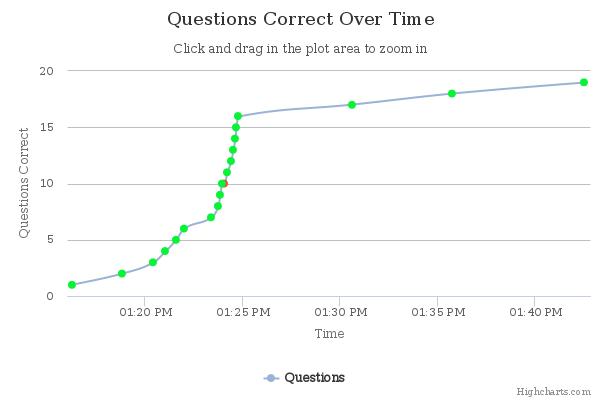 Questions Correct Over Time
Click and drag in the plot area to zoom in
Questions Correct
20
15
10
5
0
01:20 PM 01:25 PM 01:30 PM 01:35 PM 01:40 PM
Time
Questions
Highcharts.com